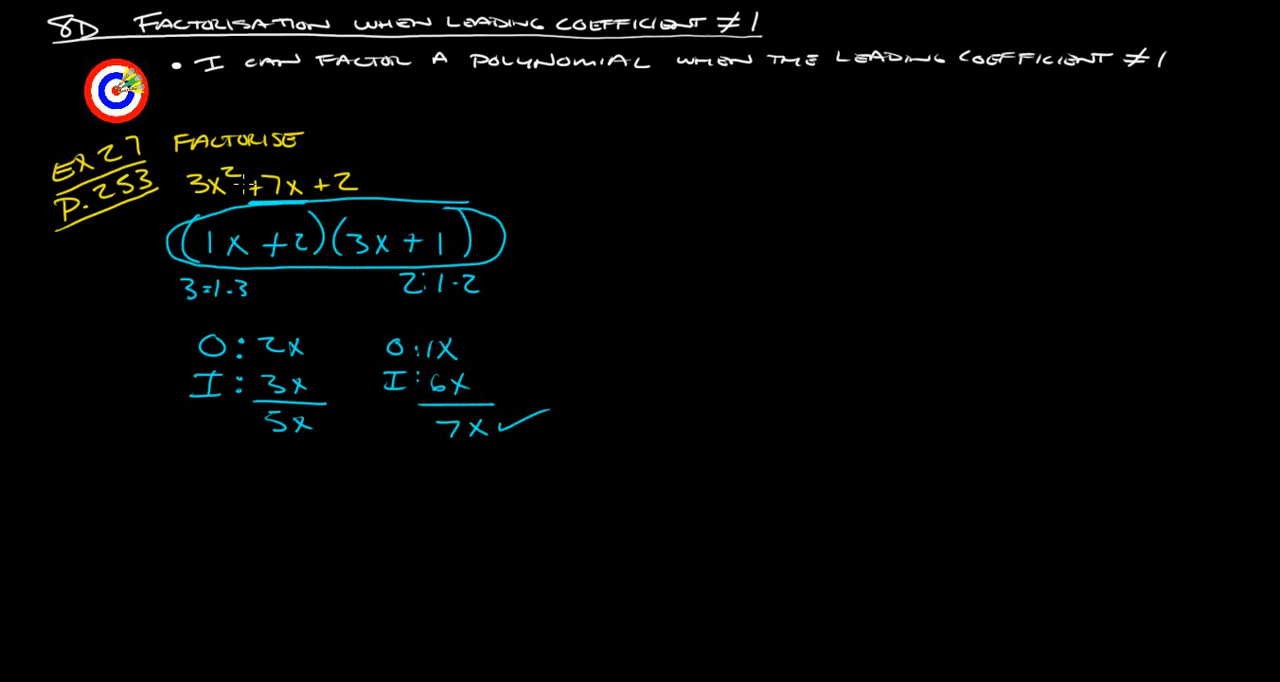 8D FACTORISATION WHEN LEADING COEFFICIENT ≠ 1
• I CAN FACTOR A POLYNOMIAL WHEN THE LEADING COEFFICIENT ≠ 1
EX 27
P. 253
FACTORISE
3x² + 7x + 2
(1x + 2)(3x + 1)
3 = 1 · 3 2 : 1 · 2
O : 2x O : 1x
I : 3x I : 6x
5x 7x ✓